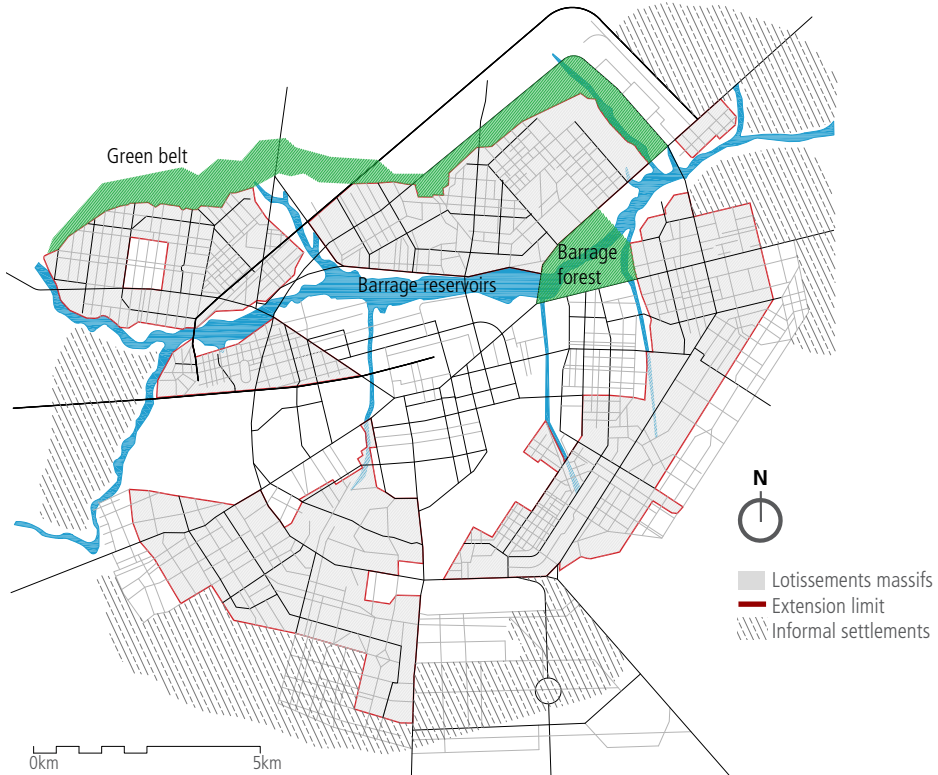 Green belt
Barrage
forest
Barrage reservoirs
N
Lotissements massifs
Extension limit
Informal settlements
0km
5km